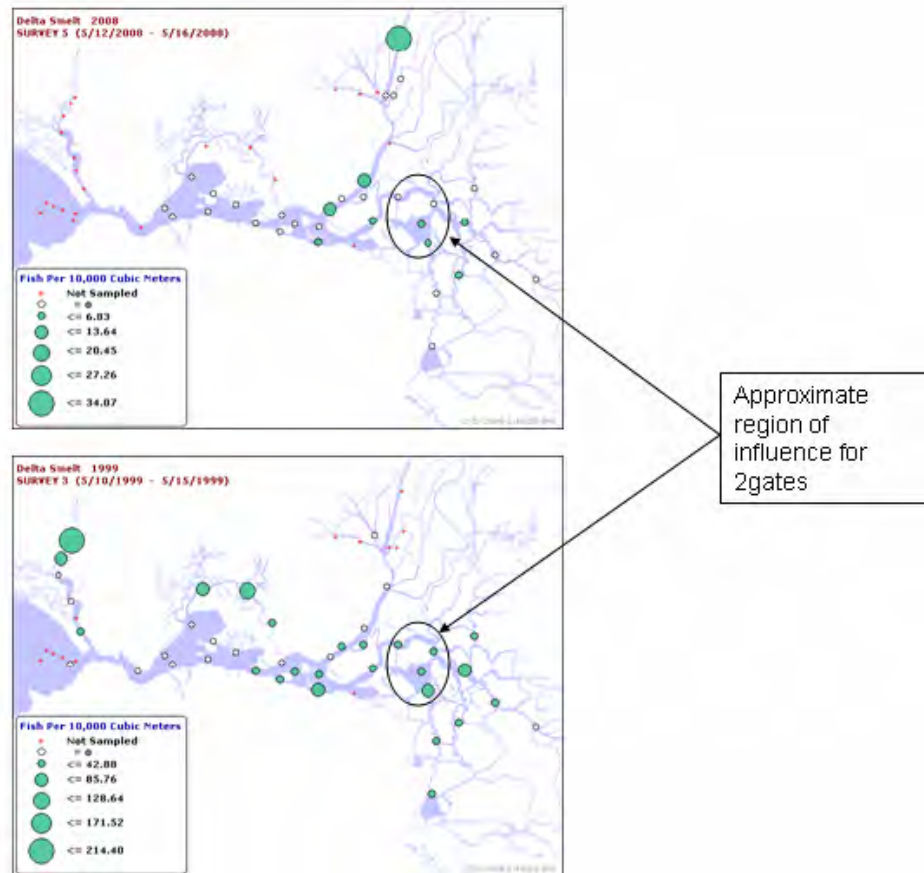 Delta Smelt 2008
SURVEY 5 (5/12/2008 - 5/16/2008)
Fish Per 10,000 Cubic Meters
Not Sampled
= 0
<= 6.83
<= 13.64
<= 20.45
<= 27.26
<= 34.07
Approximate
region of
influence for
2gates
Delta Smelt 1999
SURVEY 3 (5/10/1999 - 5/15/1999)
Fish Per 10,000 Cubic Meters
Not Sampled
= 0
<= 42.88
<= 85.76
<= 128.64
<= 171.52
<= 214.40